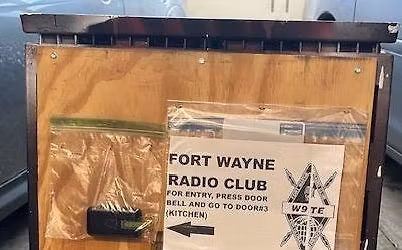 FORT WAYNE
RADIO CLUB
FOR ENTRY, PRESS DOOR
BELL AND GO TO DOOR#3
(KITCHEN)
W9TE